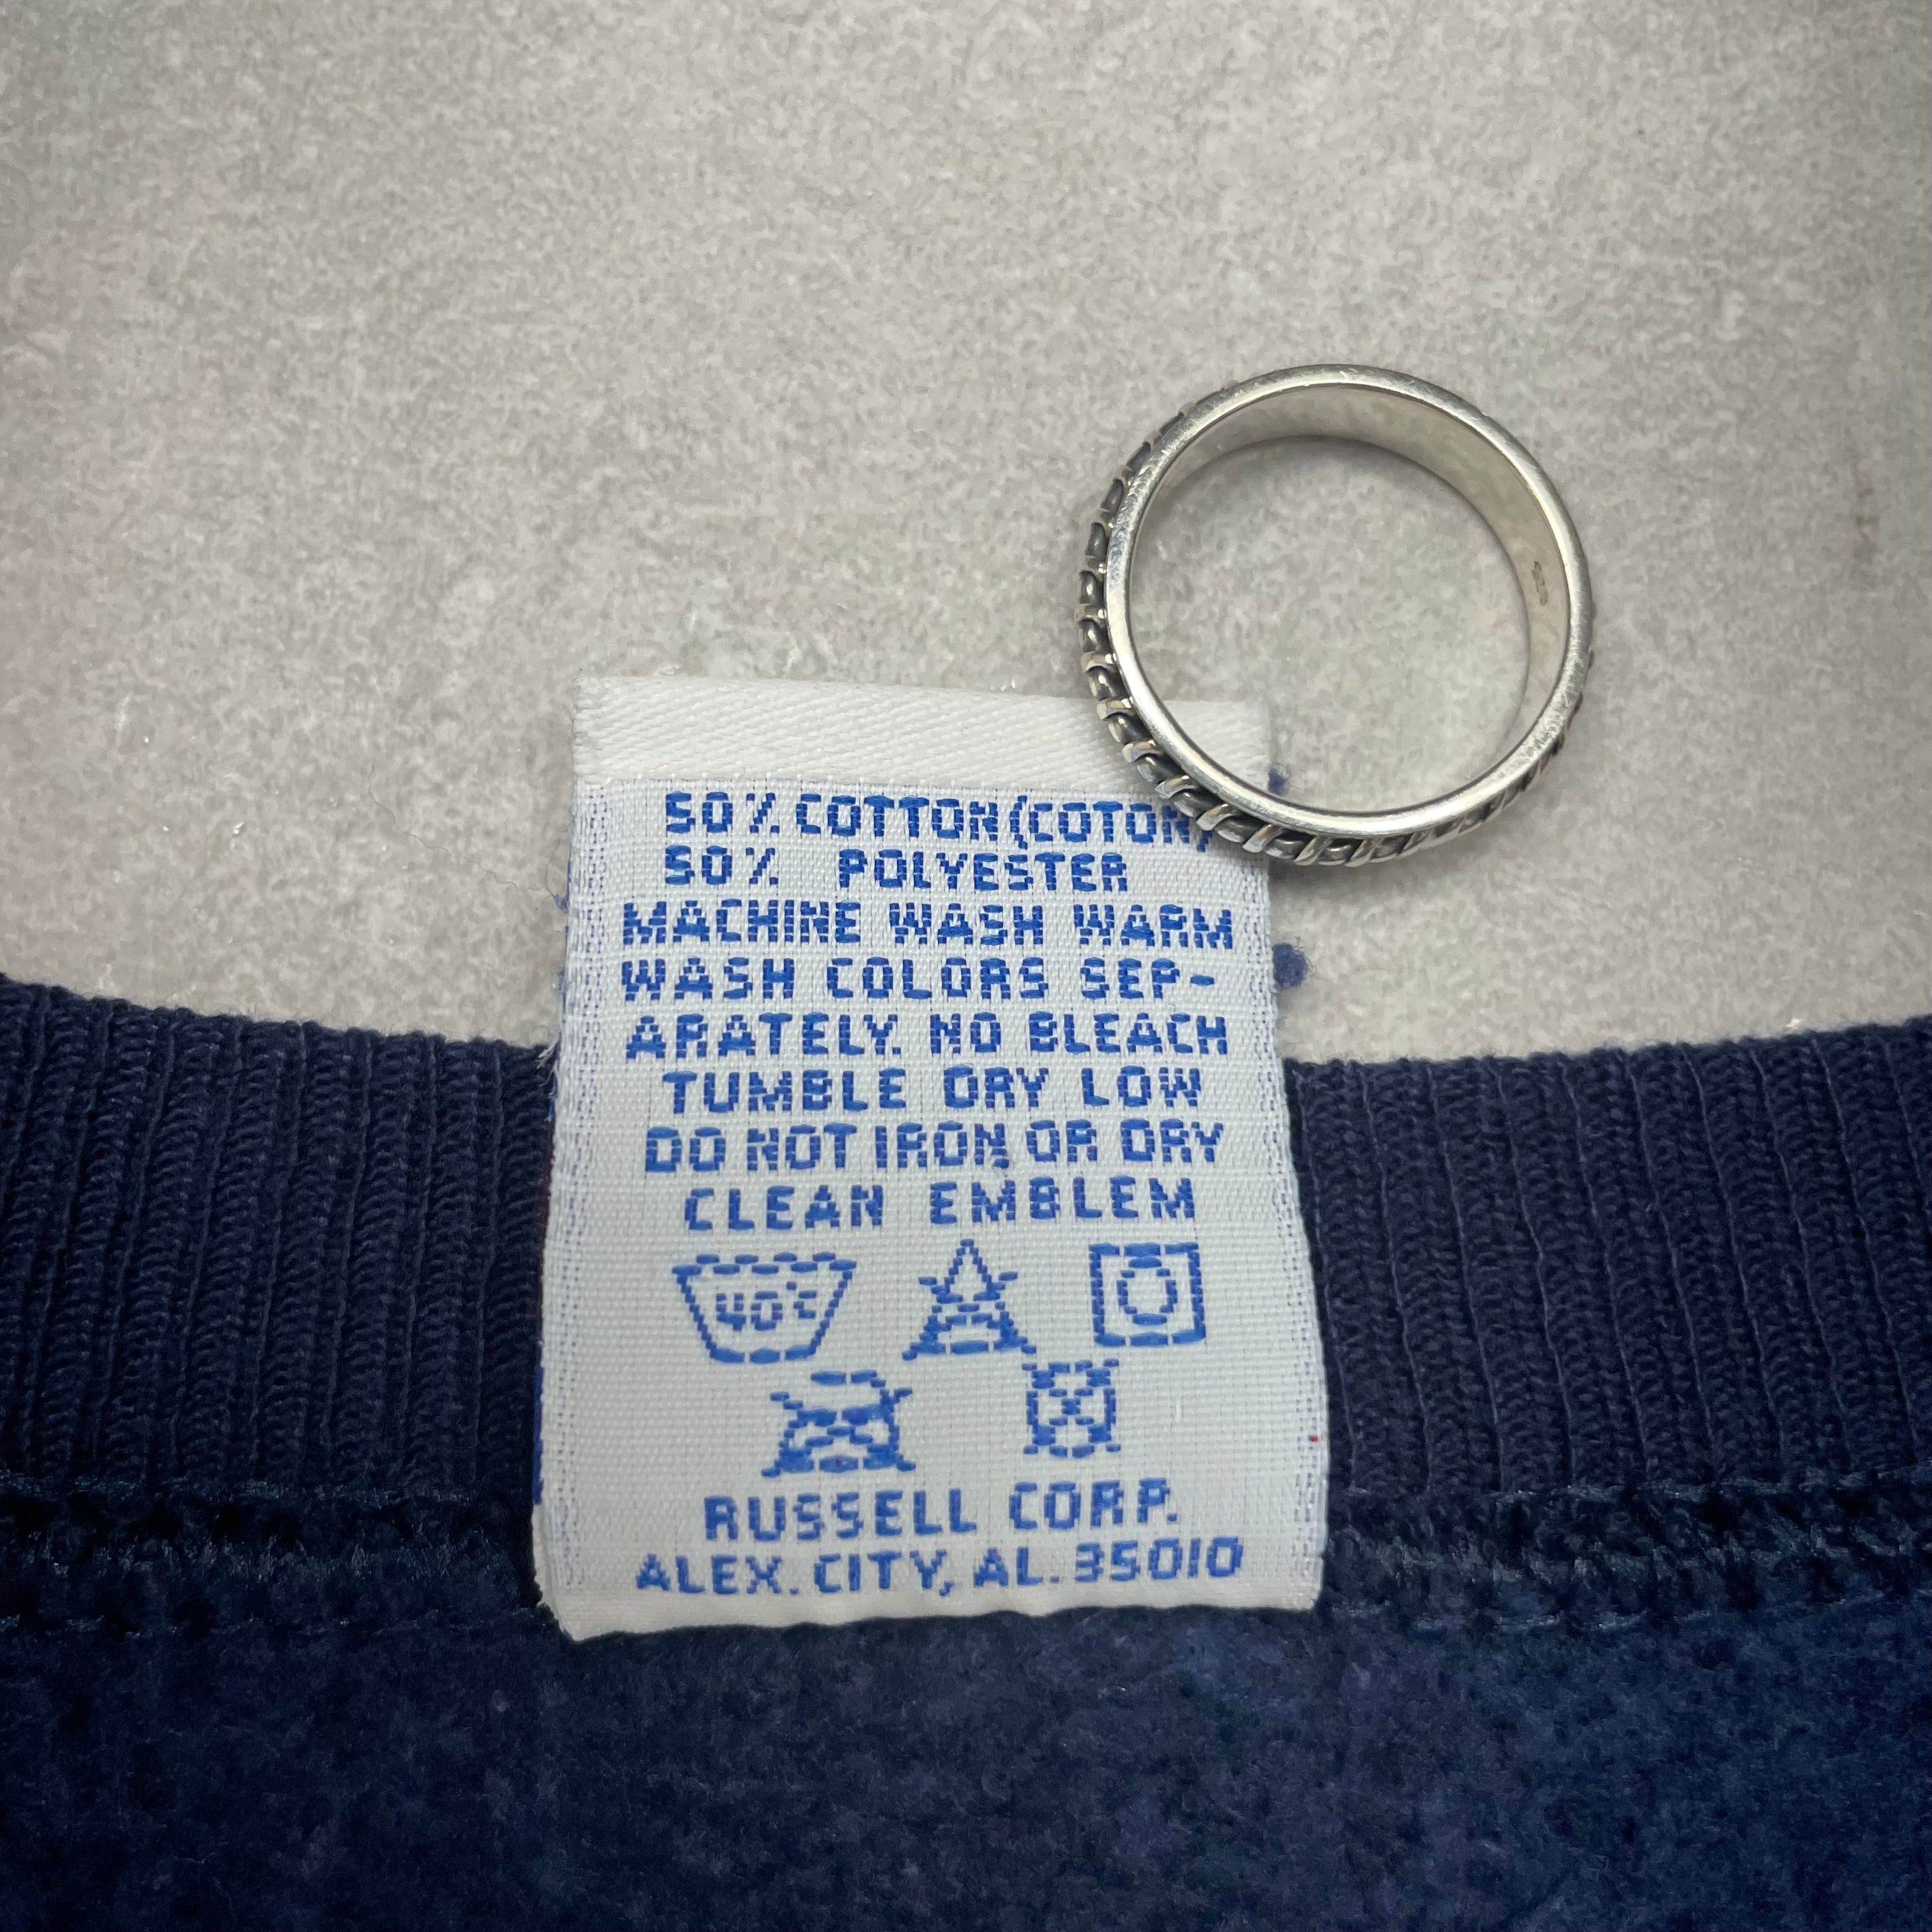 50% COTTON (COTON)
50% POLYESTER
MACHINE WASH WARM
WASH COLORS SEP-
ARATELY. NO BLEACH
TUMBLE DRY LOW
DO NOT IRON OR DRY
CLEAN EMBLEM
40°C
RUSSELL CORP.
ALEX. CITY, AL. 35010